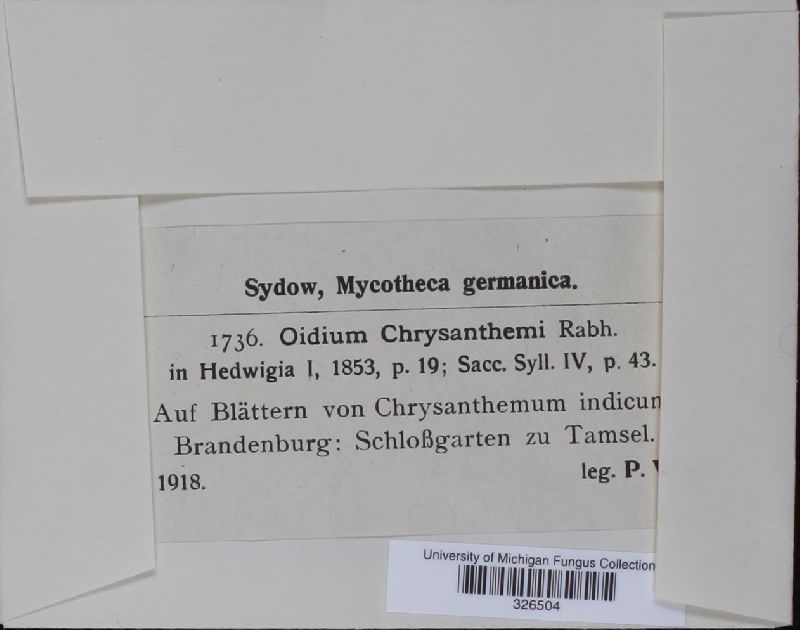 Sydow, Mycotheca germanica.
1736. Oidium Chrysanthemi Rabh.
in Hedwigia I, 1853, p. 19; Sacc. Syll. IV, p. 43.
Auf Blättern von Chrysanthemum indicum
Brandenburg: Schloßgarten zu Tamsel.
1918. leg. P.
University of Michigan Fungus Collection
326504